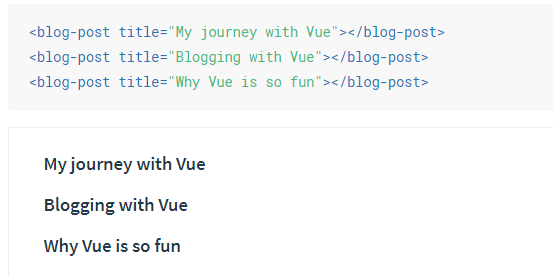 <blog-post title="My journey with Vue"></blog-post>
<blog-post title="Blogging with Vue"></blog-post>
<blog-post title="Why Vue is so fun"></blog-post>
My journey with Vue
Blogging with Vue
Why Vue is so fun